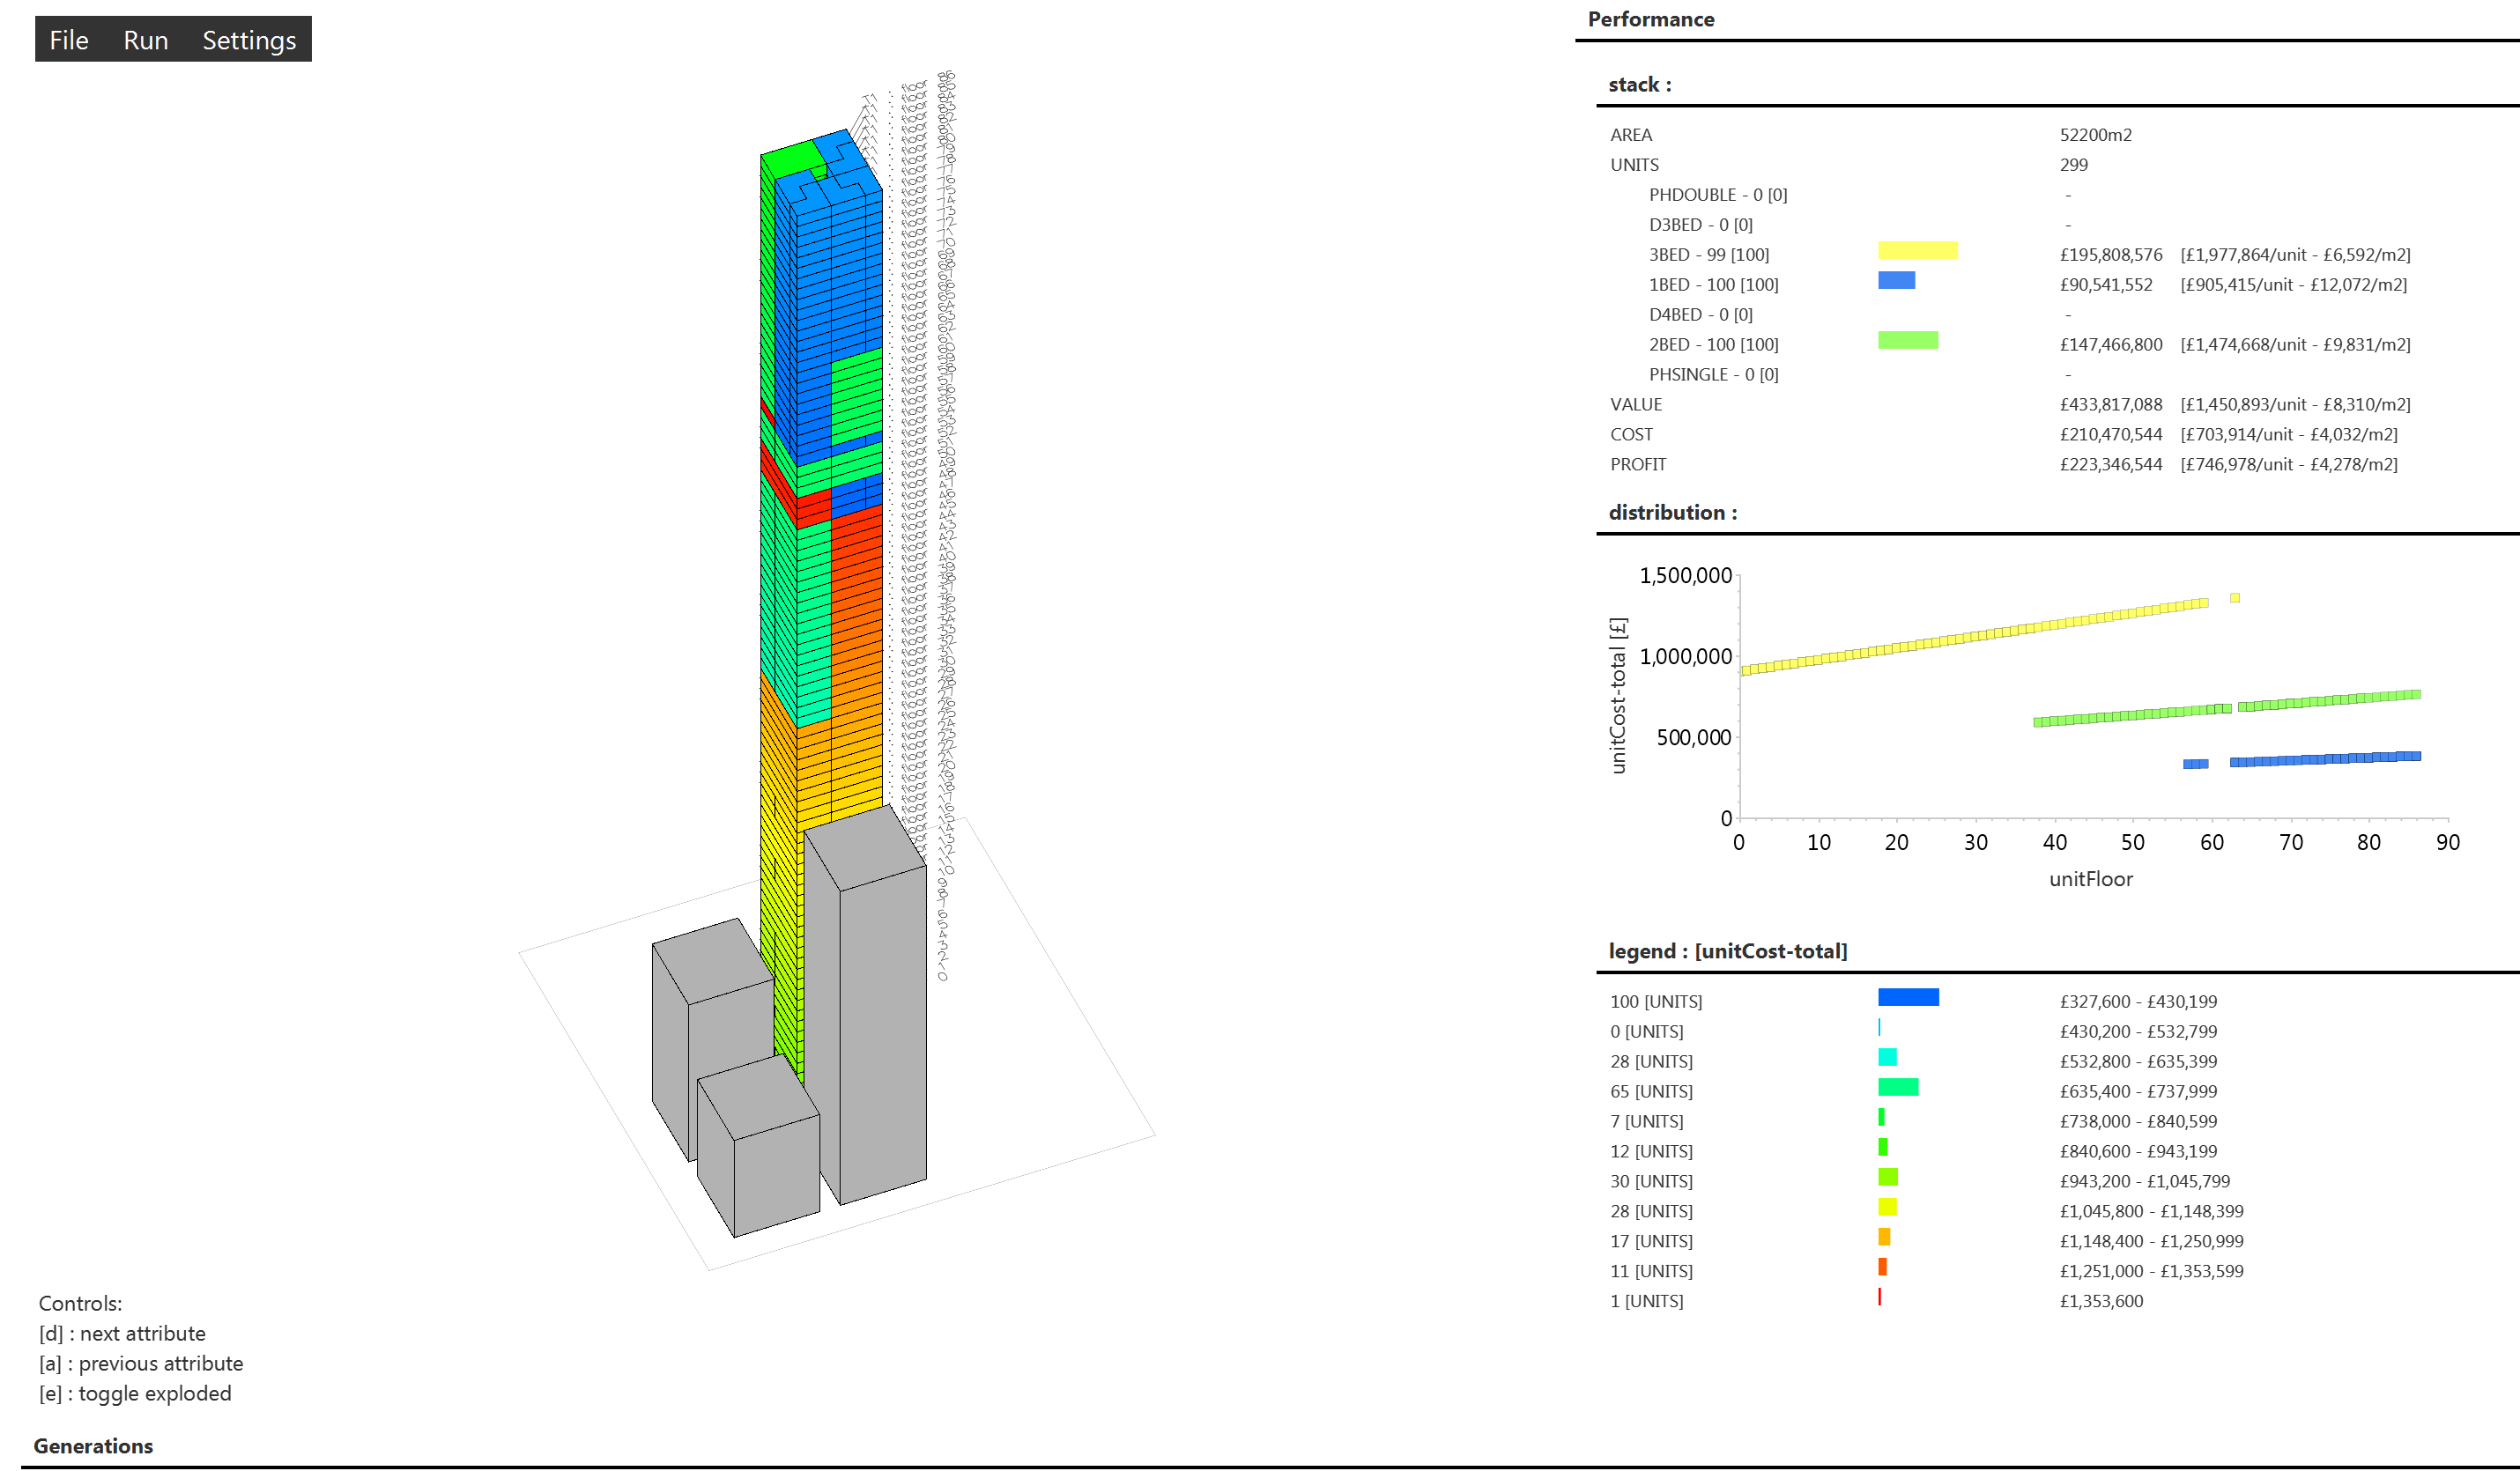 File Run Settings
Performance
stack :
AREA 52200m2
UNITS 299
PHDOUBLE - 0 [0] -
D3BED - 0 [0] -
3BED - 99 [100] £195,808,576 [£1,977,864/unit - £6,592/m2]
1BED - 100 [100] £90,541,552 [£905,415/unit - £12,072/m2]
D4BED - 0 [0] -
2BED - 100 [100] £147,466,800 [£1,474,668/unit - £9,831/m2]
PHSINGLE - 0 [0] -
VALUE £433,817,088 [£1,450,893/unit - £8,310/m2]
COST £210,470,544 [£703,914/unit - £4,032/m2]
PROFIT £223,346,544 [£746,978/unit - £4,278/m2]
distribution :
1,500,000
1,000,000
500,000
0
unitCost-total [£]
0 10 20 30 40 50 60 70 80 90
unitFloor
legend : [unitCost-total]
100 [UNITS] £327,600 - £430,199
0 [UNITS] £430,200 - £532,799
28 [UNITS] £532,800 - £635,399
65 [UNITS] £635,400 - £737,999
7 [UNITS] £738,000 - £840,599
12 [UNITS] £840,600 - £943,199
30 [UNITS] £943,200 - £1,045,799
28 [UNITS] £1,045,800 - £1,148,399
17 [UNITS] £1,148,400 - £1,250,999
11 [UNITS] £1,251,000 - £1,353,599
1 [UNITS] £1,353,600
Controls:
[d] : next attribute
[a] : previous attribute
[e] : toggle exploded
Generations